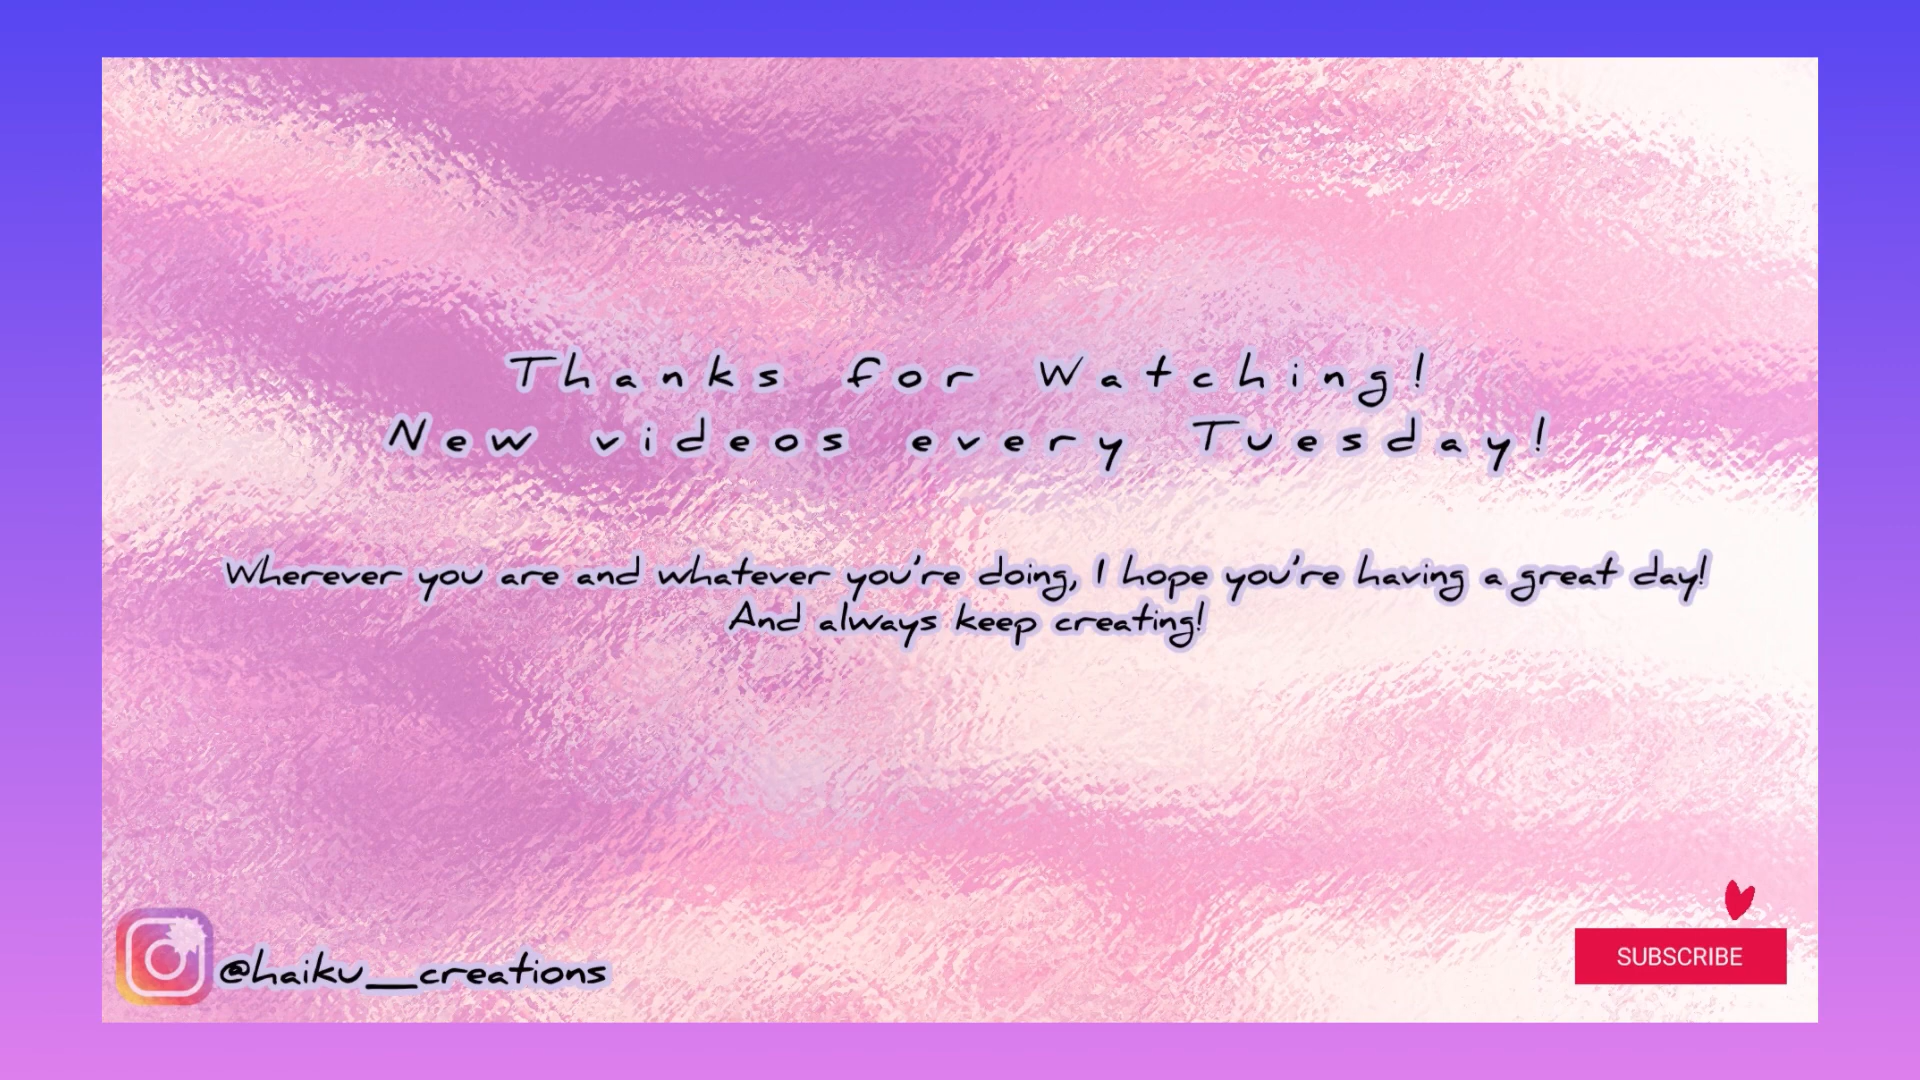 Thanks for Watching!
New videos every Tuesday!
Wherever you are and whatever you're doing, I hope you're having a great day!
And always keep creating!
@haiku__creations
SUBSCRIBE